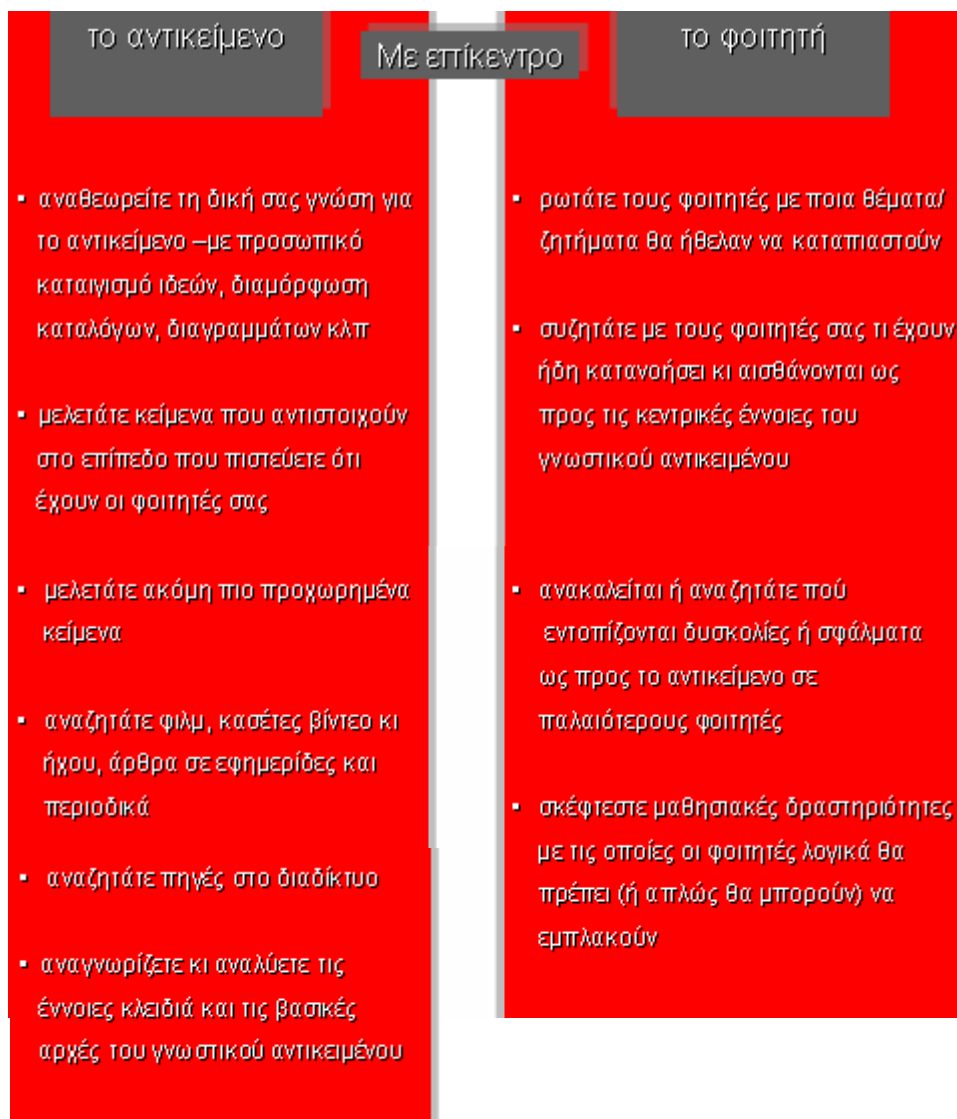 το αντικείμενο
Με επίκεντρο
το φοιτητή
▪ αναθεωρείτε τη δική σας γνώση για
το αντικείμενο –με προσωπικό
καταιγισμό ιδεών, διαμόρφωση
καταλόγων, διαγραμμάτων κλπ
▪ μελετάτε κείμενα που αντιστοιχούν
στο επίπεδο που πιστεύετε ότι
έχουν οι φοιτητές σας
▪ μελετάτε ακόμη πιο προχωρημένα
κείμενα
▪ αναζητάτε φιλμ, κασέτες βίντεο κι
ήχου, άρθρα σε εφημερίδες και
περιοδικά
▪ αναζητάτε πηγές στο διαδίκτυο
▪ αναγνωρίζετε κι αναλύετε τις
έννοιες κλειδιά και τις βασικές
αρχές του γνωστικού αντικειμένου
▪ ρωτάτε τους φοιτητές με ποια θέματα/
ζητήματα θα ήθελαν να καταπιαστούν
▪ συζητάτε με τους φοιτητές σας τι έχουν
ήδη κατανοήσει κι αισθάνονται ως
προς τις κεντρικές έννοιες του
γνωστικού αντικειμένου
▪ ανακαλείται ή αναζητάτε πού
εντοπίζονται δυσκολίες ή σφάλματα
ως προς το αντικείμενο σε
παλαιότερους φοιτητές
▪ σκέφτεστε μαθησιακές δραστηριότητες
με τις οποίες οι φοιτητές λογικά θα
πρέπει (ή απλώς θα μπορούν) να
εμπλακούν